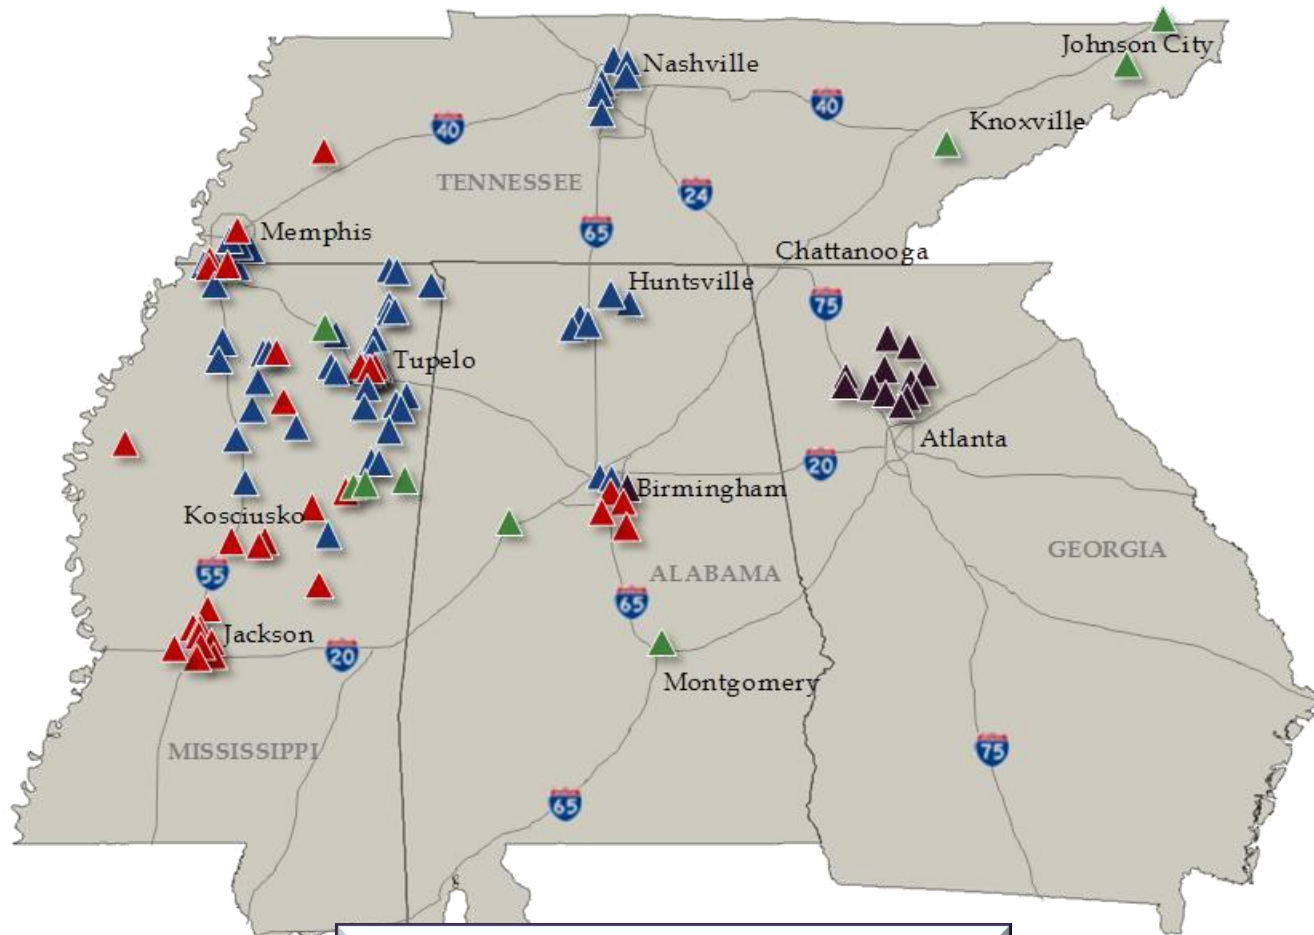 Johnson City
Nashville
40
Knoxville
40
TENNESSEE
24
65
Memphis
Chattanooga
Huntsville
75
Tupelo
Atlanta
20
Birmingham
Kosciusko
GEORGIA
55
ALABAMA
65
Jackson
20
Montgomery
MISSISSIPPI
75
65